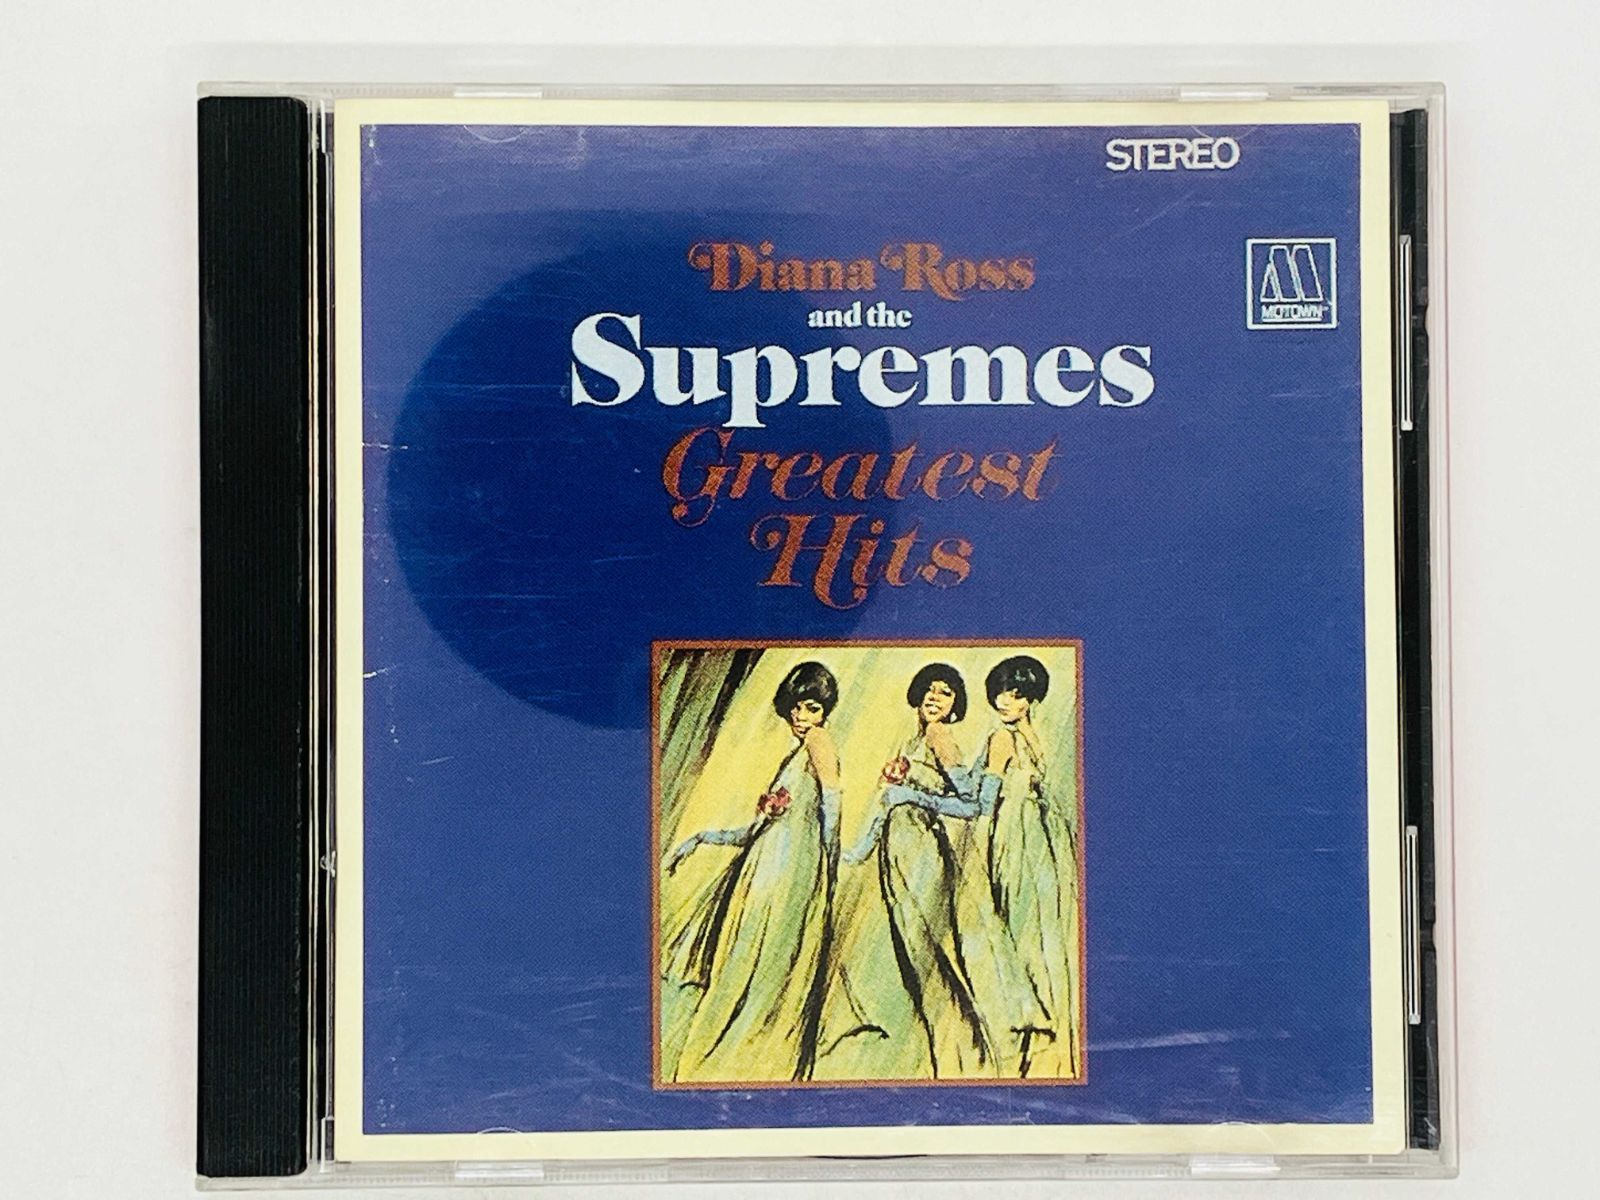 STEREO
Diana Ross
and the
Supremes
Greatest
Hits
MOTOWN